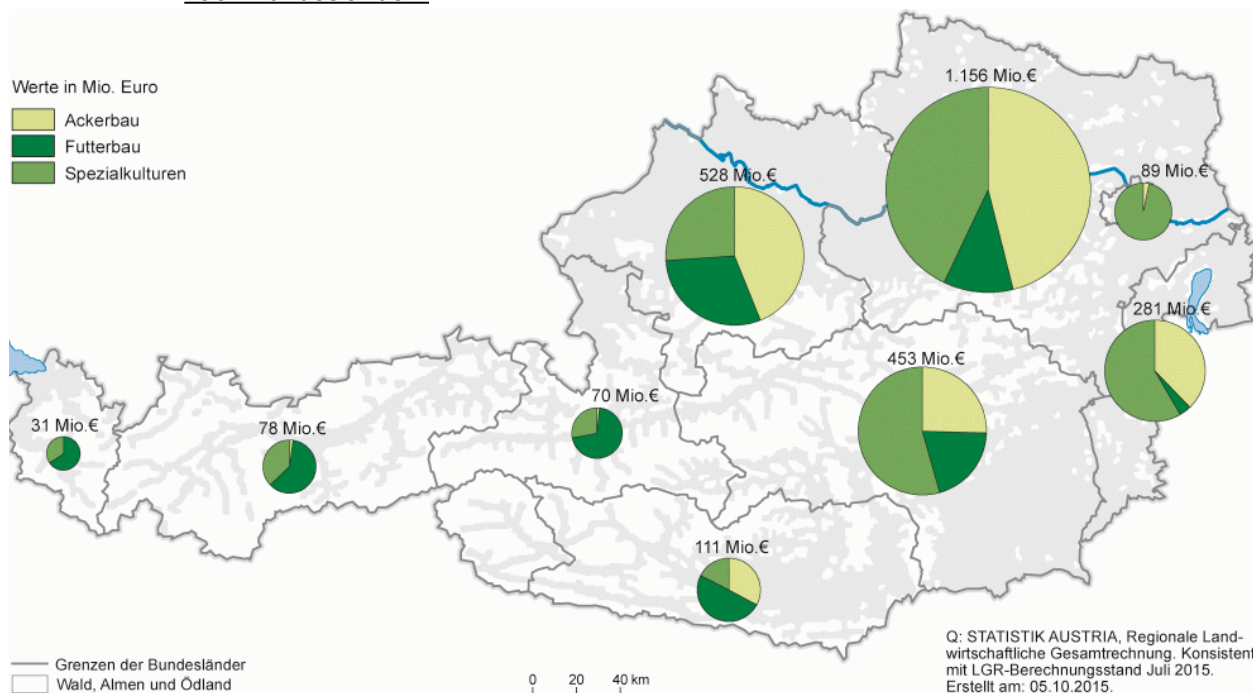 Werte in Mio. Euro
Ackerbau
Futterbau
Spezialkulturen
1.156 Mio.€
528 Mio.€
89 Mio.€
281 Mio.€
453 Mio.€
70 Mio.€
31 Mio.€
78 Mio.€
111 Mio.€
Grenzen der Bundesländer
Wald, Almen und Ödland
0 20 40 km
Q: STATISTIK AUSTRIA, Regionale Land-
wirtschaftliche Gesamtrechnung. Konsistent
mit LGR-Berechnungsstand Juli 2015.
Erstellt am: 05.10.2015.